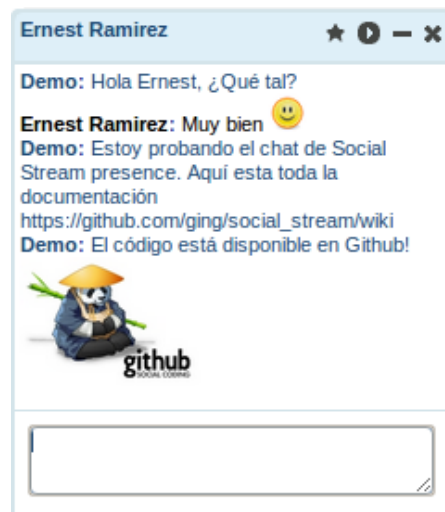 Ernest Ramirez
Demo: Hola Ernest, ¿Qué tal?
Ernest Ramirez: Muy bien
Demo: Estoy probando el chat de Social
Stream presence. Aquí esta toda la
documentación
https://github.com/ging/social_stream/wiki
Demo: El código está disponible en Github!
github
SOCIAL CODING